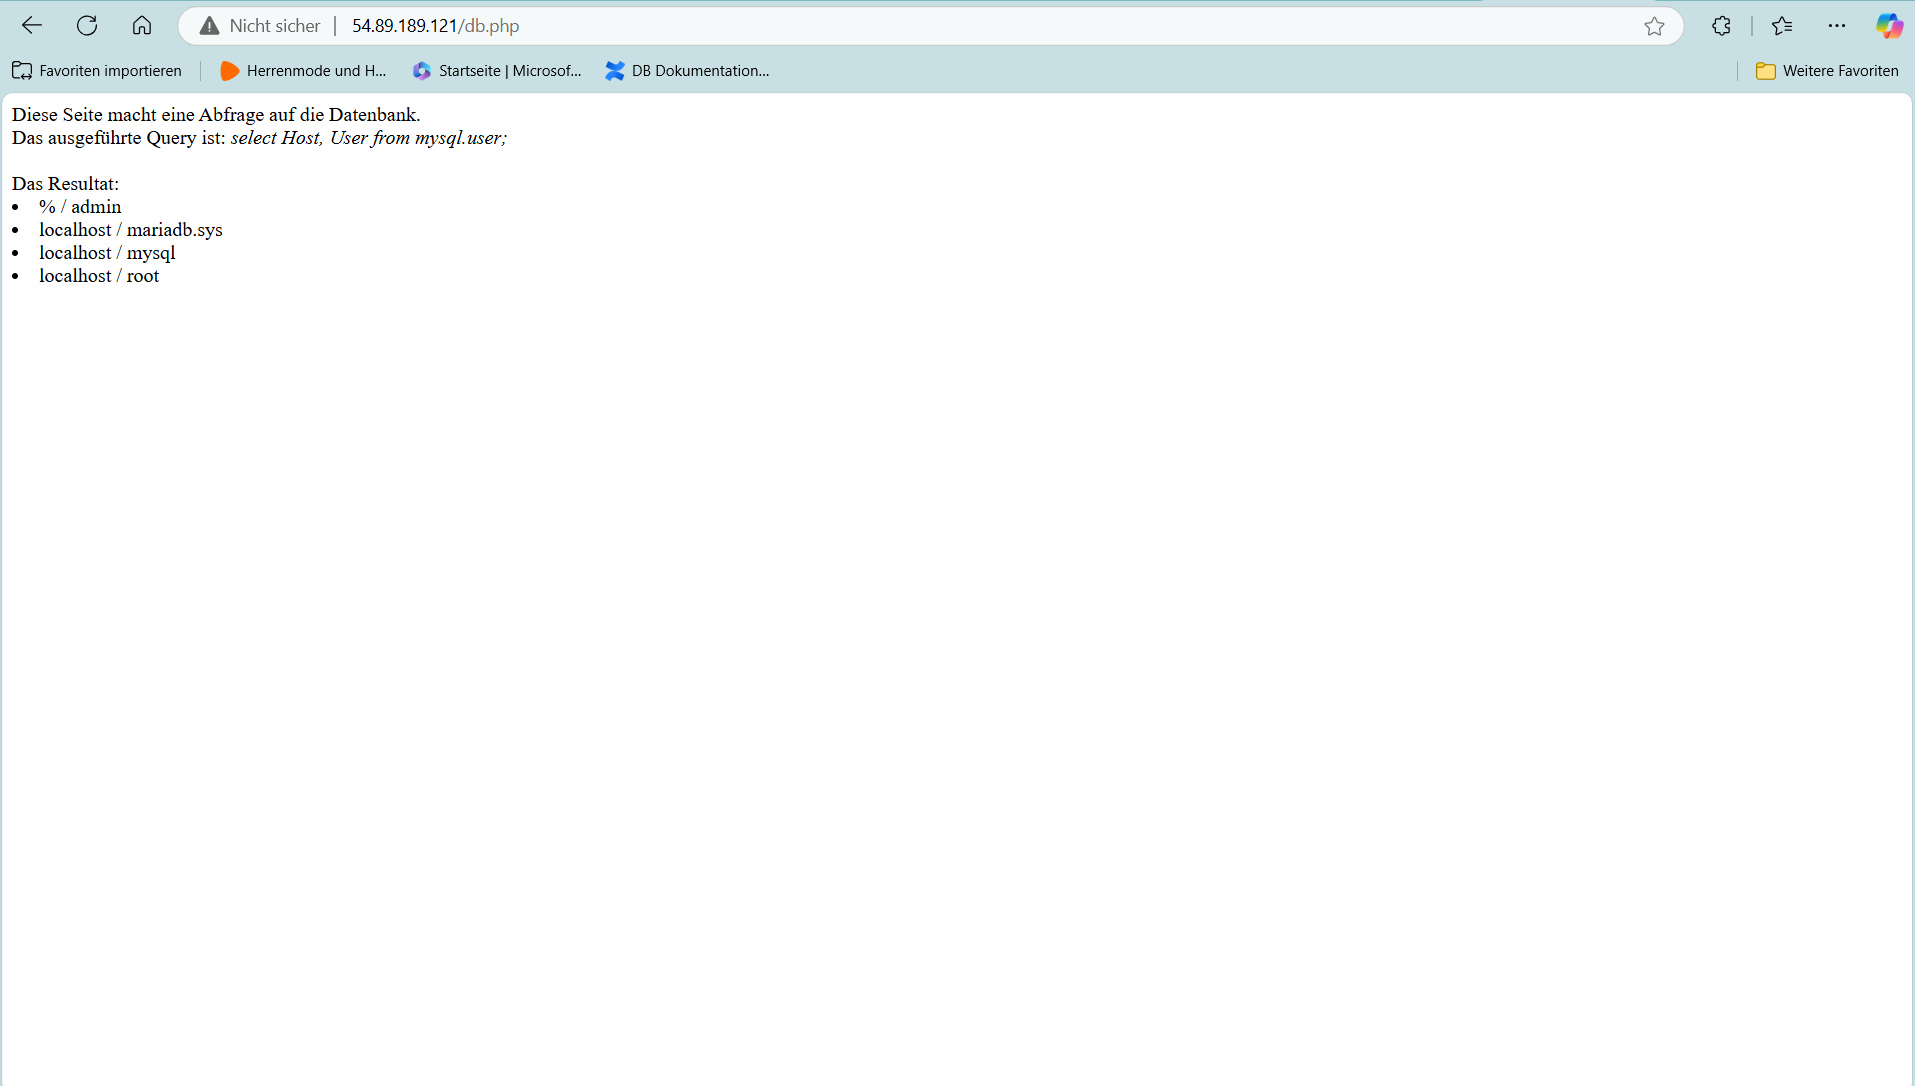 Nicht sicher 54.89.189.121/db.php
Favoriten importieren Herrenmode und H... Startseite | Microsof... DB Dokumentation... Weitere Favoriten
Diese Seite macht eine Abfrage auf die Datenbank.
Das ausgeführte Query ist: select Host, User from mysql.user;
Das Resultat:
• % / admin
• localhost / mariadb.sys
• localhost / mysql
• localhost / root